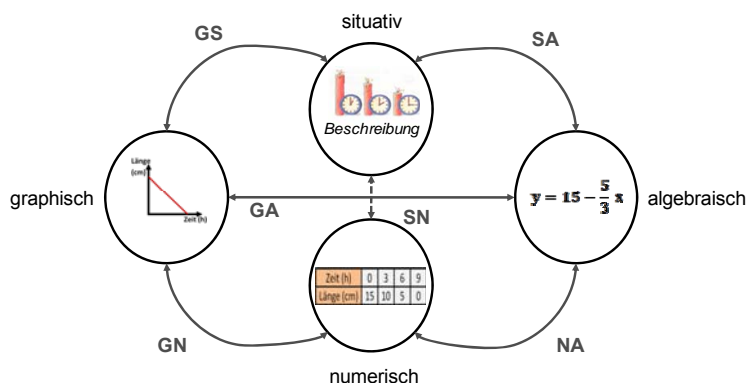 situativ
GS
SA
Beschreibung
Länge
(cm)
Zeit (h)
graphisch
y = 15 − 5/3 x
algebraisch
GA
SN
Zeit (h) 0 3 6 9
Länge (cm) 15 10 5 0
GN
NA
numerisch